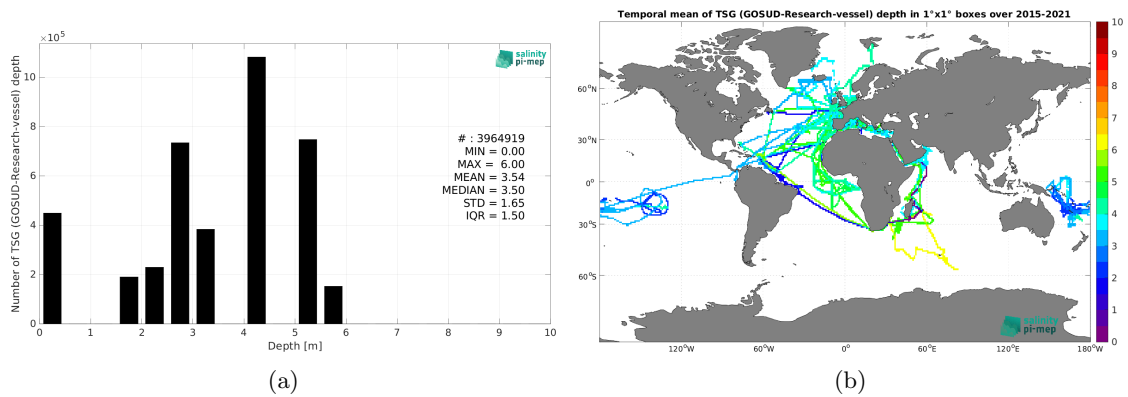 ×10⁵
Number of TSG (GOSUD-Research-vessel) depth
10
8
6
4
2
0
0 1 2 3 4 5 6 7 8 9 10
Depth [m]
salinity
pi-mep
# : 3964919
MIN = 0.00
MAX = 6.00
MEAN = 3.54
MEDIAN = 3.50
STD = 1.65
IQR = 1.50
(a)
Temporal mean of TSG (GOSUD-Research-vessel) depth in 1°x1° boxes over 2015-2021
60°N
30°N
0°
30°S
60°S
120°W 60°W 0° 60°E 120°E 180°W
salinity
pi-mep
10
9
8
7
6
5
4
3
2
1
0
(b)